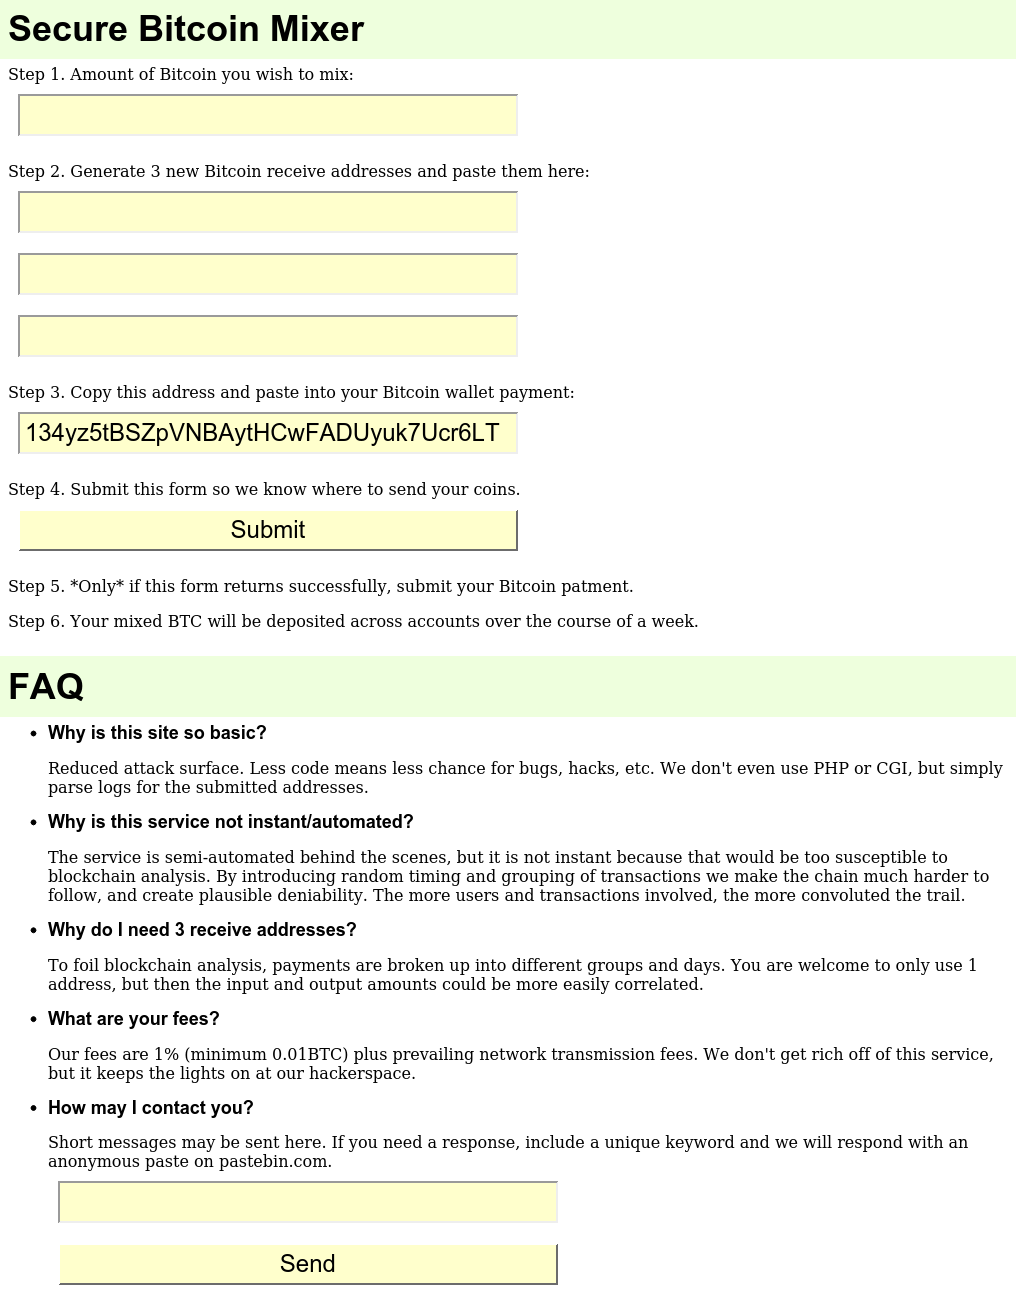 Secure Bitcoin Mixer
Step 1. Amount of Bitcoin you wish to mix:
Step 2. Generate 3 new Bitcoin receive addresses and paste them here:
Step 3. Copy this address and paste into your Bitcoin wallet payment:
134yz5tBSZpVNBAytHCwFADUyuk7Ucr6LT
Step 4. Submit this form so we know where to send your coins.
Submit
Step 5. *Only* if this form returns successfully, submit your Bitcoin patment.
Step 6. Your mixed BTC will be deposited across accounts over the course of a week.
FAQ
• Why is this site so basic?
Reduced attack surface. Less code means less chance for bugs, hacks, etc. We don't even use PHP or CGI, but simply
parse logs for the submitted addresses.
• Why is this service not instant/automated?
The service is semi-automated behind the scenes, but it is not instant because that would be too susceptible to
blockchain analysis. By introducing random timing and grouping of transactions we make the chain much harder to
follow, and create plausible deniability. The more users and transactions involved, the more convoluted the trail.
• Why do I need 3 receive addresses?
To foil blockchain analysis, payments are broken up into different groups and days. You are welcome to only use 1
address, but then the input and output amounts could be more easily correlated.
• What are your fees?
Our fees are 1% (minimum 0.01BTC) plus prevailing network transmission fees. We don't get rich off of this service,
but it keeps the lights on at our hackerspace.
• How may I contact you?
Short messages may be sent here. If you need a response, include a unique keyword and we will respond with an
anonymous paste on pastebin.com.
Send